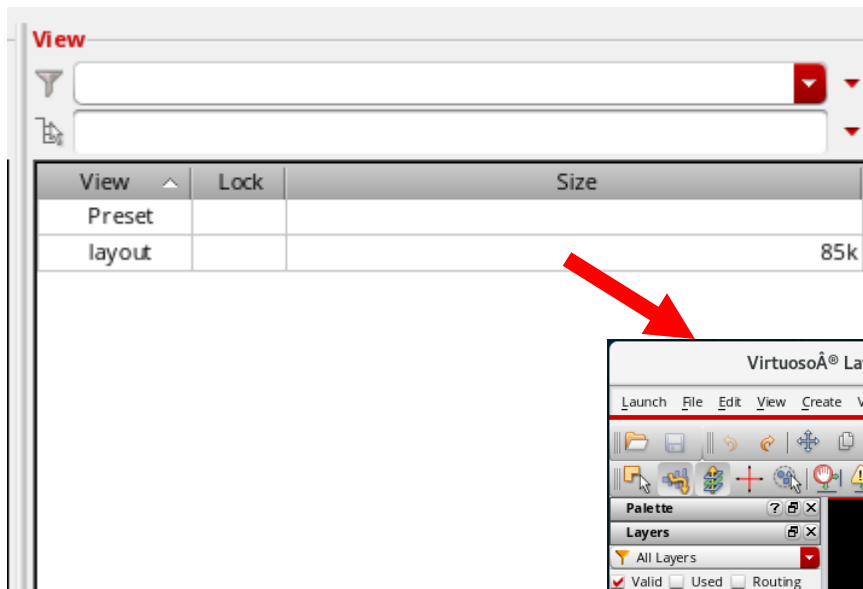 View
View Lock Size
Preset
layout 85k
VirtuosoÂ® La
Launch File Edit View Create V
Palette
Layers
All Layers
Valid Used Routing